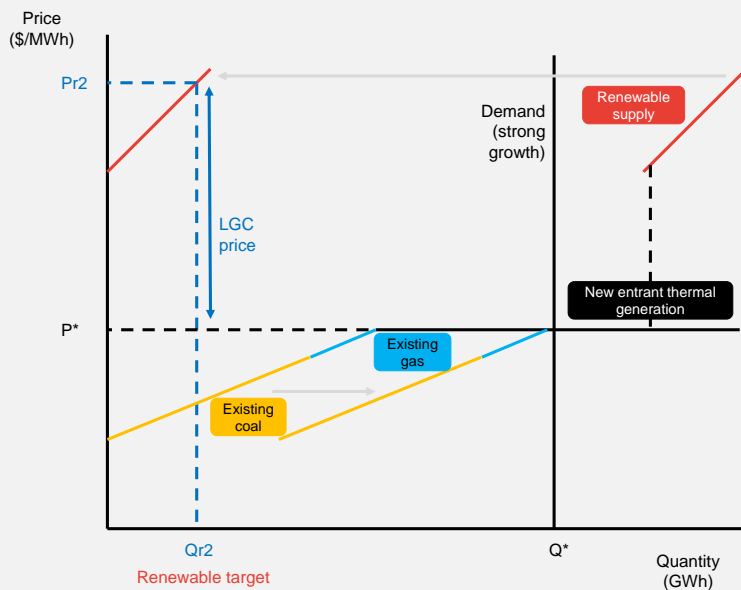 Price
($/MWh)
Pr2
Demand
(strong
growth)
Renewable
supply
LGC
price
New entrant thermal
generation
P*
Existing
gas
Existing
coal
Qr2
Q*
Quantity
(GWh)
Renewable target